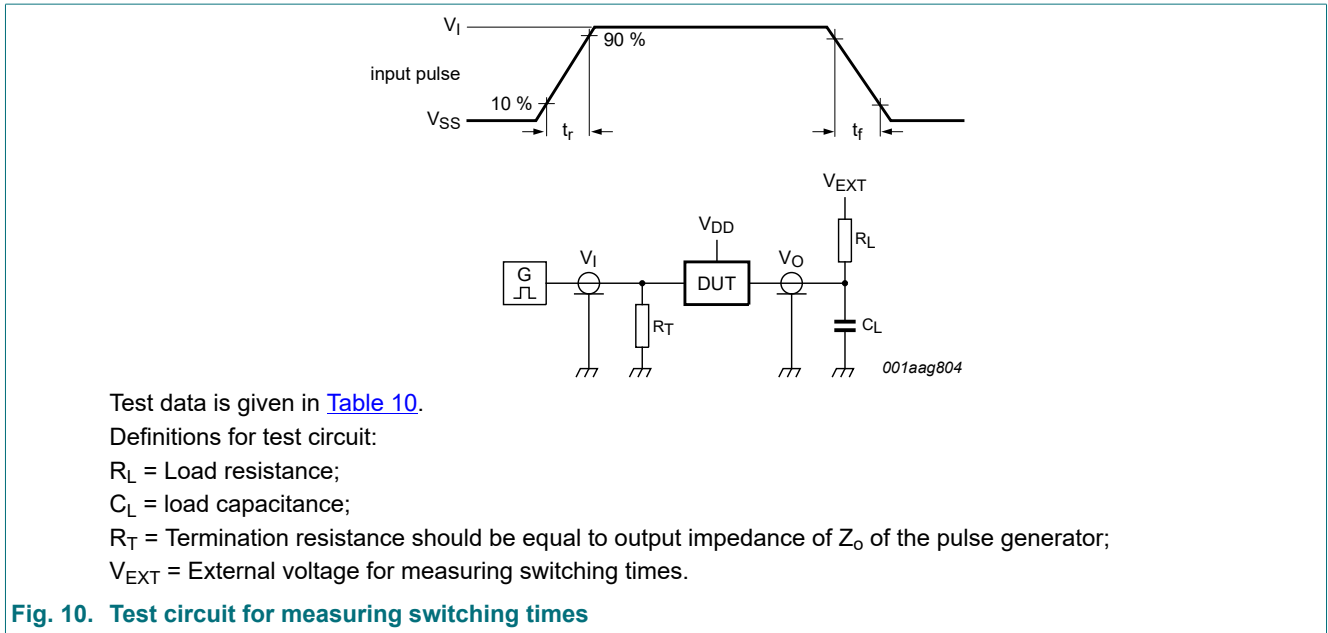 VI
90 %
input pulse
10 %
VSS
tr
tf
VEXT
VDD
RL
G
VI
DUT
VO
RT
CL
001aag804
Test data is given in Table 10.
Definitions for test circuit:
RL = Load resistance;
CL = load capacitance;
RT = Termination resistance should be equal to output impedance of Zo of the pulse generator;
VEXT = External voltage for measuring switching times.
Fig. 10. Test circuit for measuring switching times